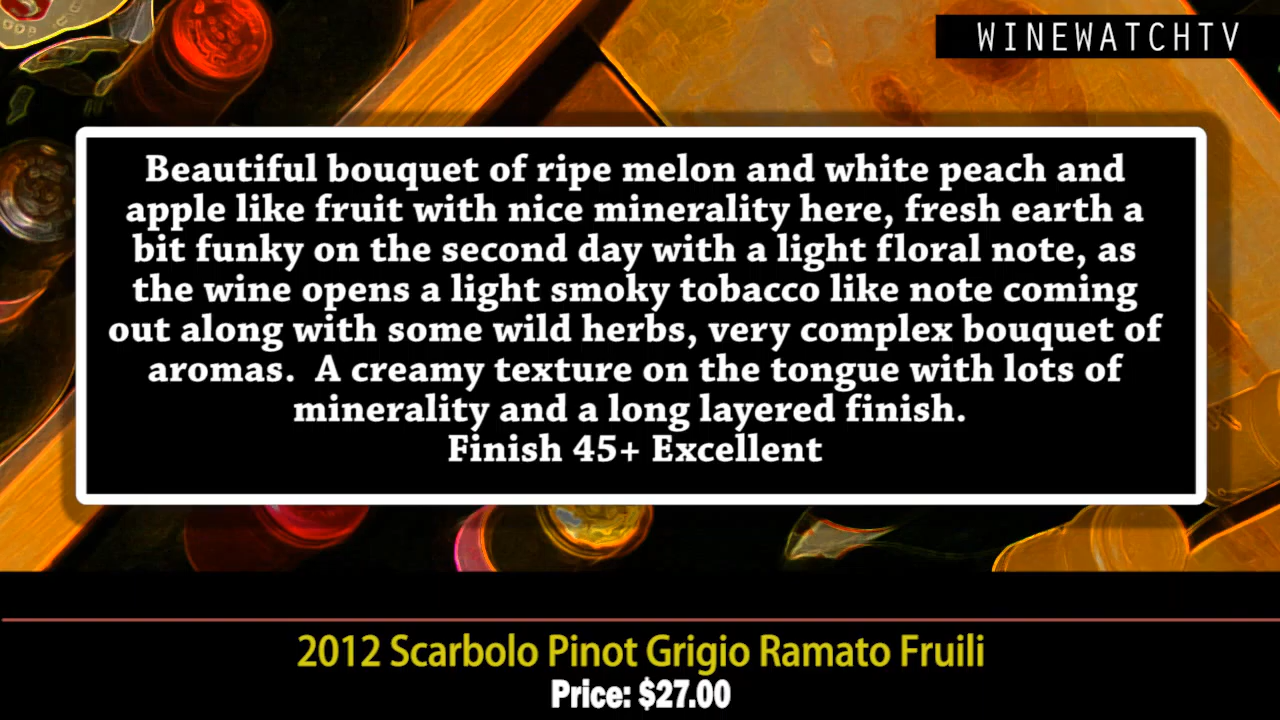 WINEWATCHTV
Beautiful bouquet of ripe melon and white peach and
apple like fruit with nice minerality here, fresh earth a
bit funky on the second day with a light floral note, as
the wine opens a light smoky tobacco like note coming
out along with some wild herbs, very complex bouquet of
aromas.  A creamy texture on the tongue with lots of
minerality and a long layered finish.
Finish 45+ Excellent
2012 Scarbolo Pinot Grigio Ramato Fruili
Price: $27.00